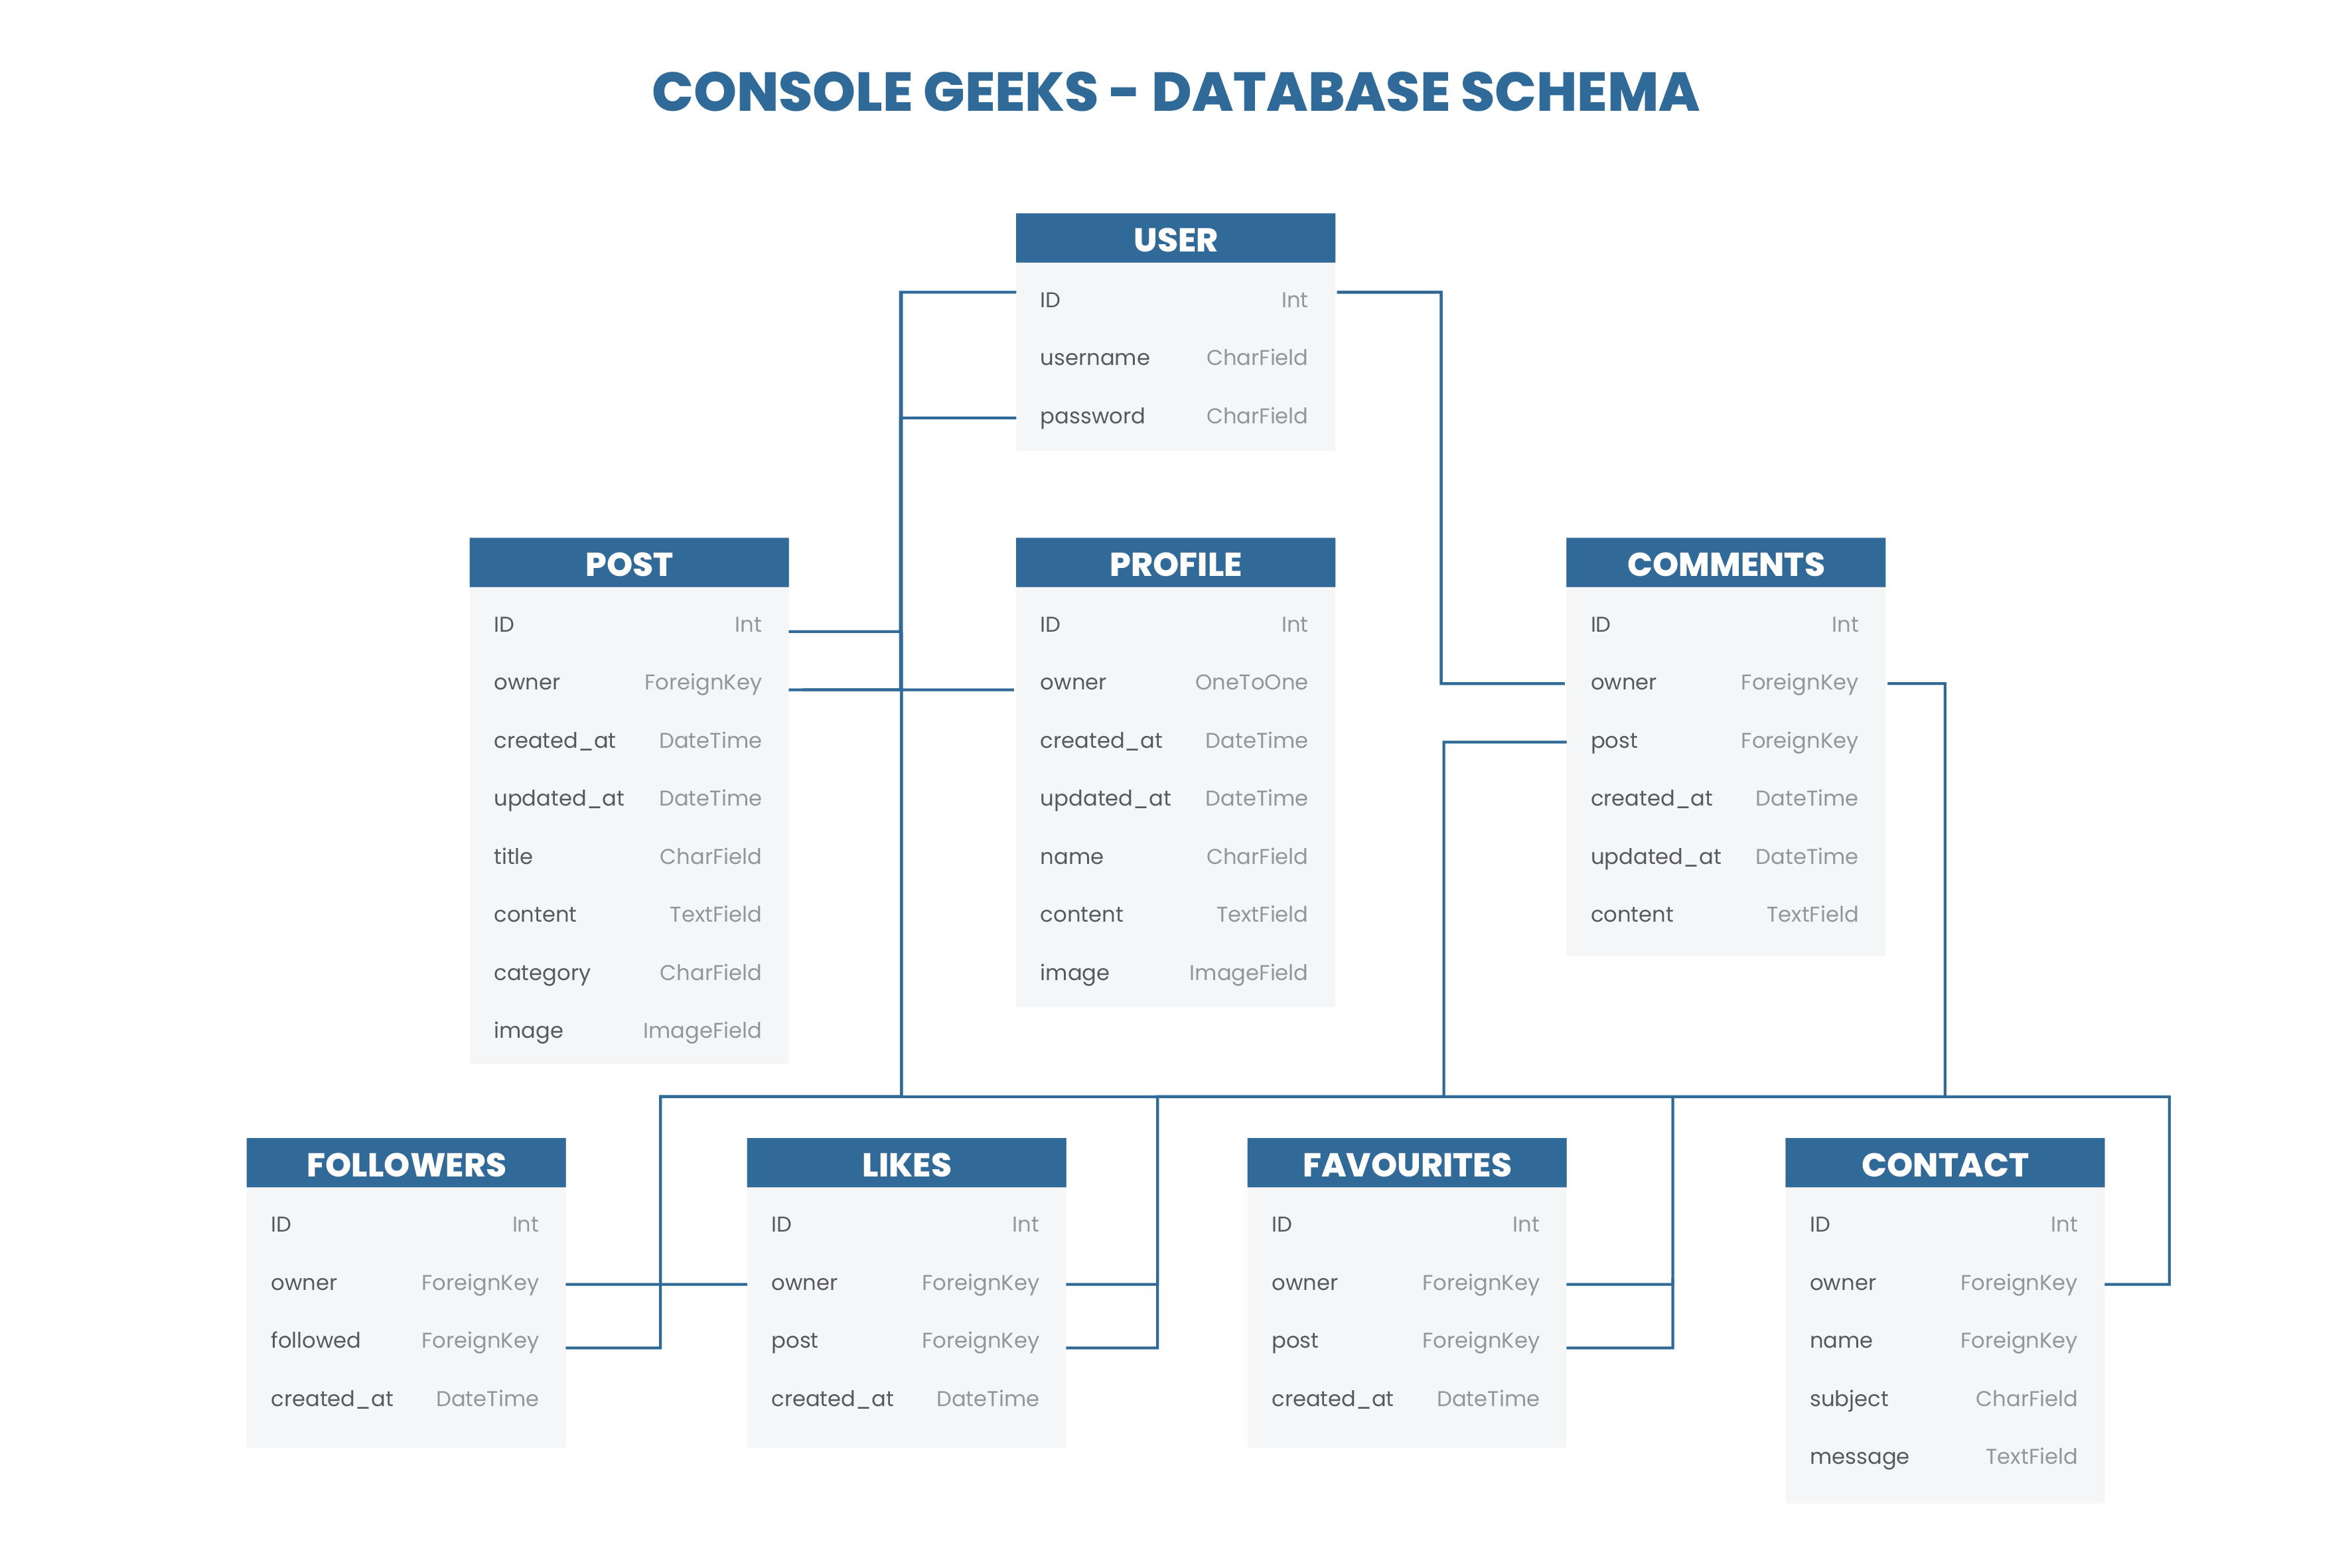 CONSOLE GEEKS - DATABASE SCHEMA
USER
ID Int
username CharField
password CharField
POST
ID Int
owner ForeignKey
created_at DateTime
updated_at DateTime
title CharField
content TextField
category CharField
image ImageField
PROFILE
ID Int
owner OneToOne
created_at DateTime
updated_at DateTime
name CharField
content TextField
image ImageField
COMMENTS
ID Int
owner ForeignKey
post ForeignKey
created_at DateTime
updated_at DateTime
content TextField
FOLLOWERS
ID Int
owner ForeignKey
followed ForeignKey
created_at DateTime
LIKES
ID Int
owner ForeignKey
post ForeignKey
created_at DateTime
FAVOURITES
ID Int
owner ForeignKey
post ForeignKey
created_at DateTime
CONTACT
ID Int
owner ForeignKey
name ForeignKey
subject CharField
message TextField